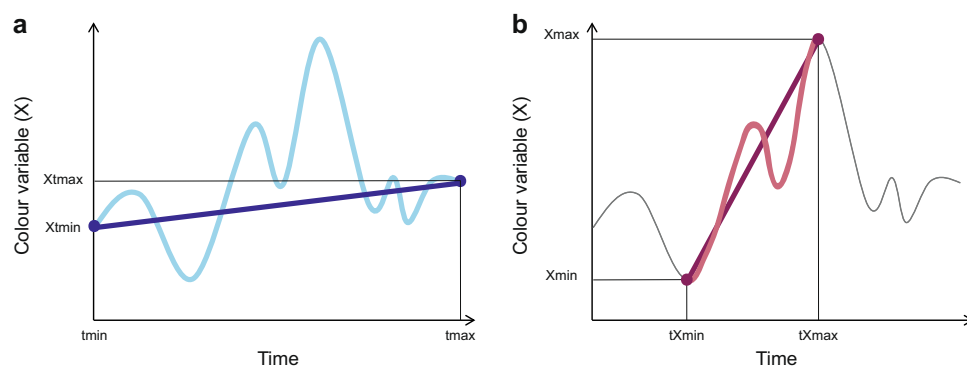 a
Colour variable (X)
Xtmax
Xtmin
tmin
tmax
Time
b
Colour variable (X)
Xmax
Xmin
tXmin
tXmax
Time